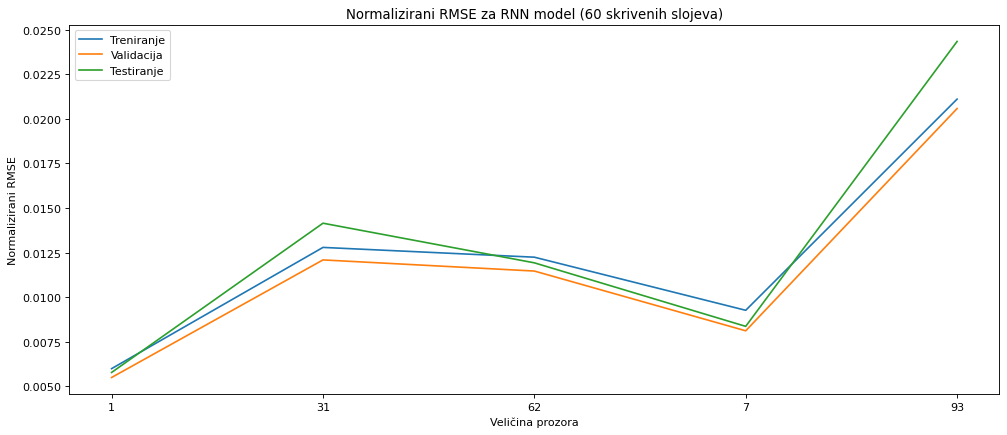 Normalizirani RMSE za RNN model (60 skrivenih slojeva)
Treniranje
Validacija
Testiranje
Normalizirani RMSE
0.0250
0.0225
0.0200
0.0175
0.0150
0.0125
0.0100
0.0075
0.0050
1 31 62 7 93
Veličina prozora